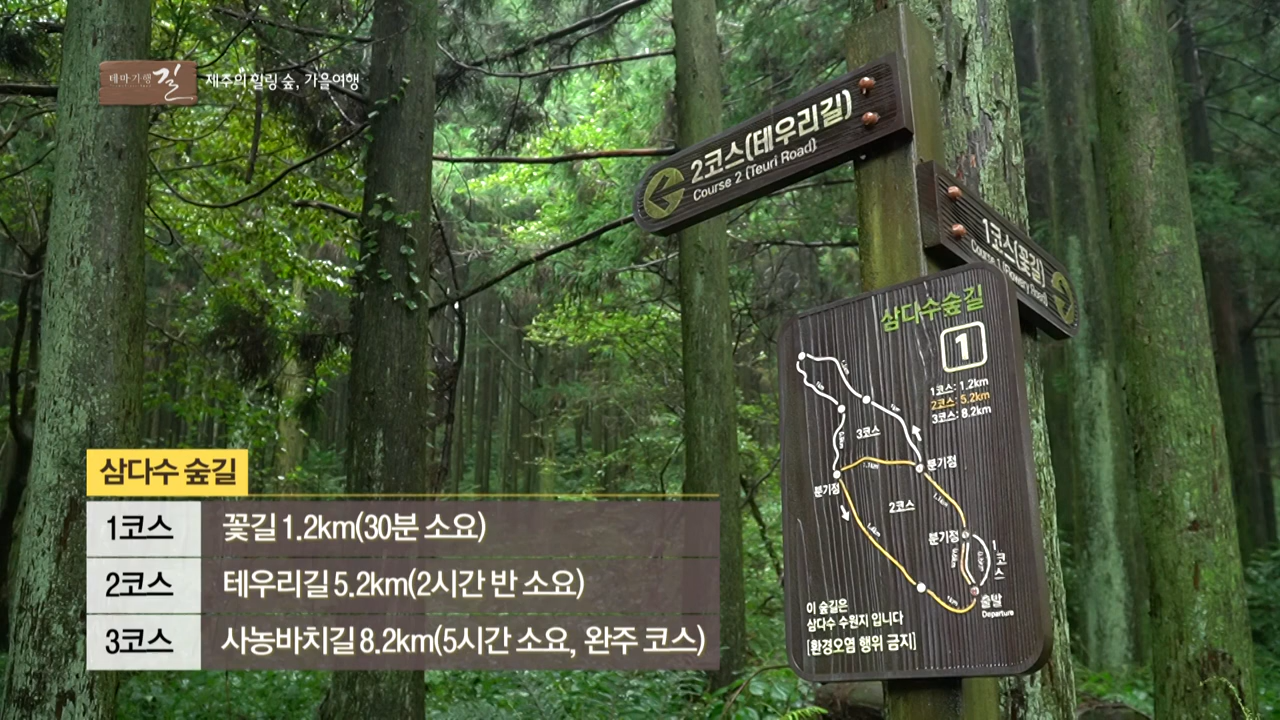 테마기행 길
제주의 힐링 숲, 가을여행
2코스(테우리길)
Course 2 (Teuri Road)
1코스(꽃길)
Course 1 (Flowery Road)
삼다수숲길
1
1코스: 1.2km
2코스: 5.2km
3코스: 8.2km
3코스
분기점
분기점
2코스
분기점
1코스
출발
Departure
이 숲길은
삼다수 수원지 입니다
[환경오염 행위 금지]
삼다수 숲길
1코스 꽃길 1.2km(30분 소요)
2코스 테우리길 5.2km(2시간 반 소요)
3코스 사농바치길 8.2km(5시간 소요, 완주 코스)